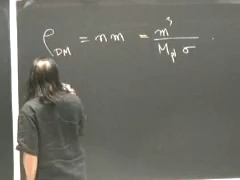 ρ_DM = n m = m³ / (M_pl σ) .